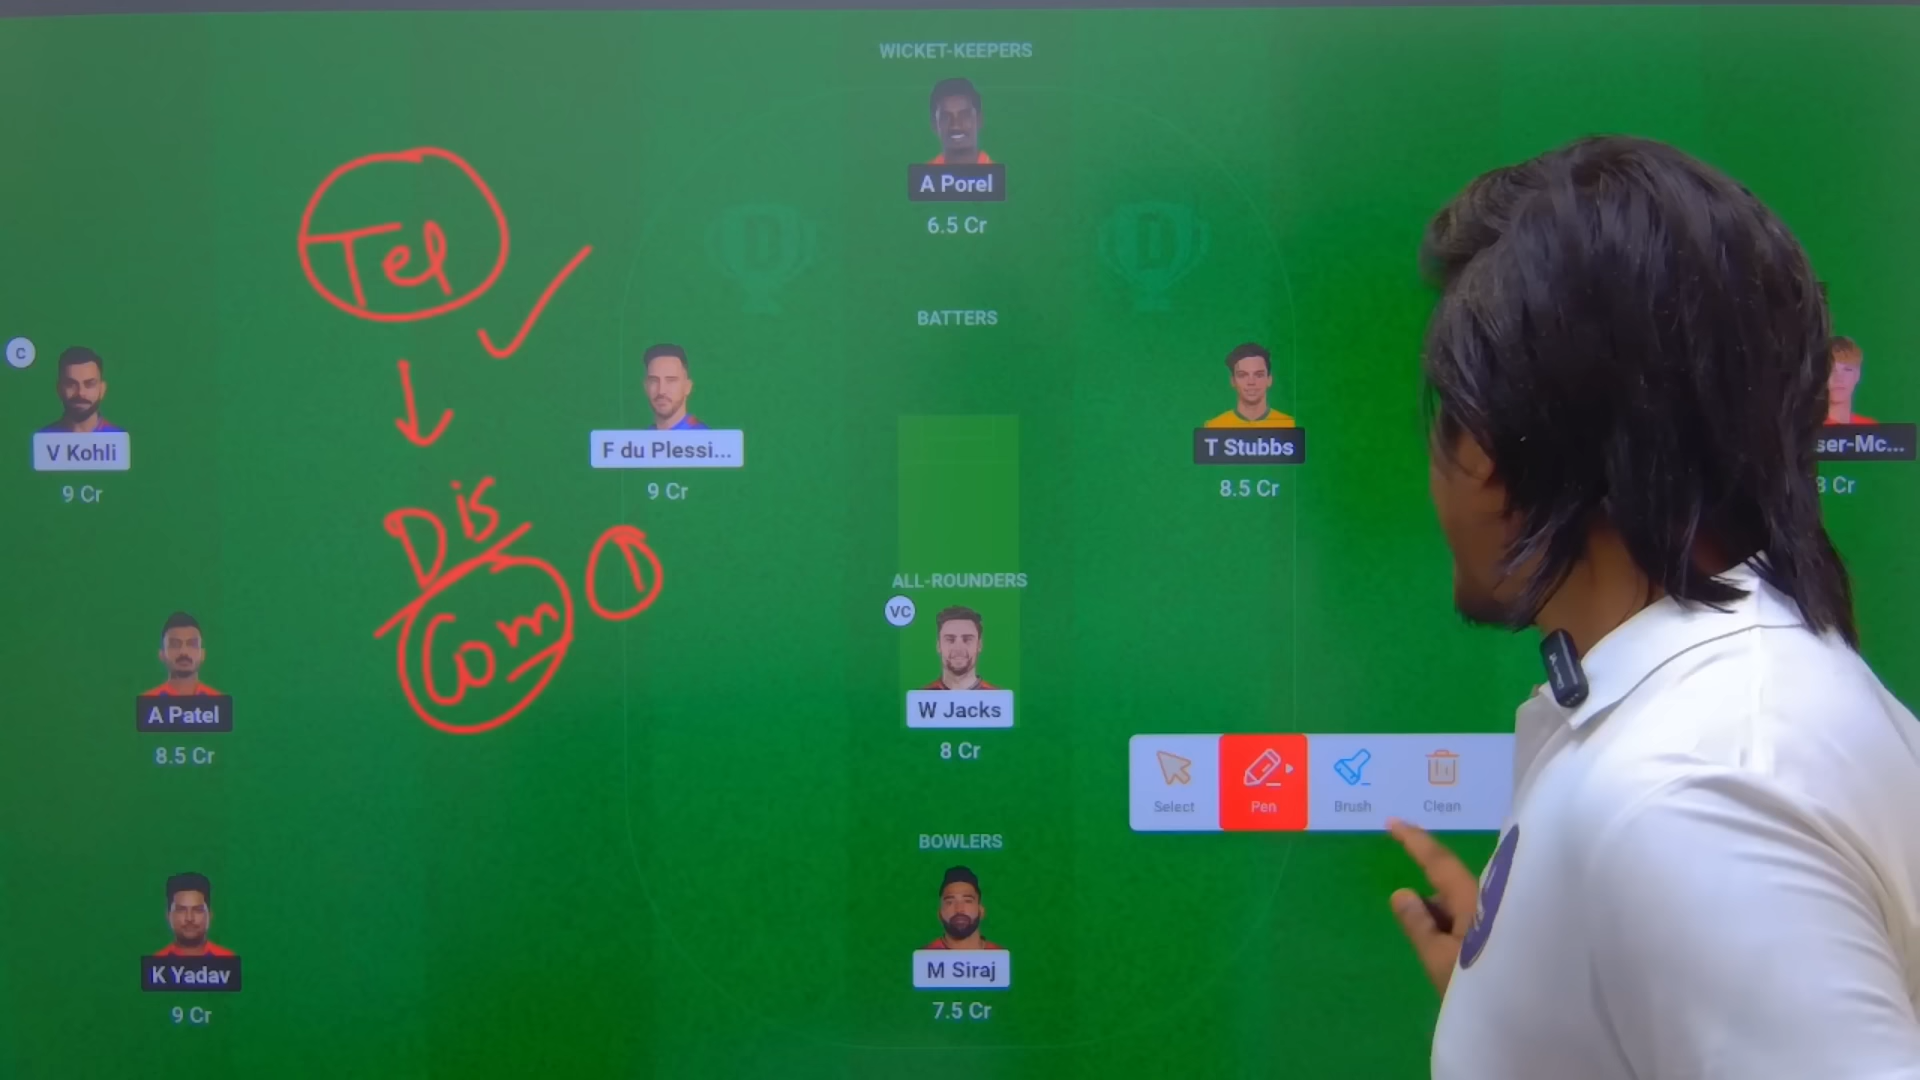 WICKET-KEEPERS
A Porel
6.5 Cr
Tel
BATTERS
C
V Kohli
9 Cr
F du Plessi...
9 Cr
T Stubbs
8.5 Cr
ser-Mc...
Dis
Com
ALL-ROUNDERS
VC
A Patel
8.5 Cr
W Jacks
8 Cr
Select
Pen
Brush
Clean
BOWLERS
K Yadav
9 Cr
M Siraj
7.5 Cr